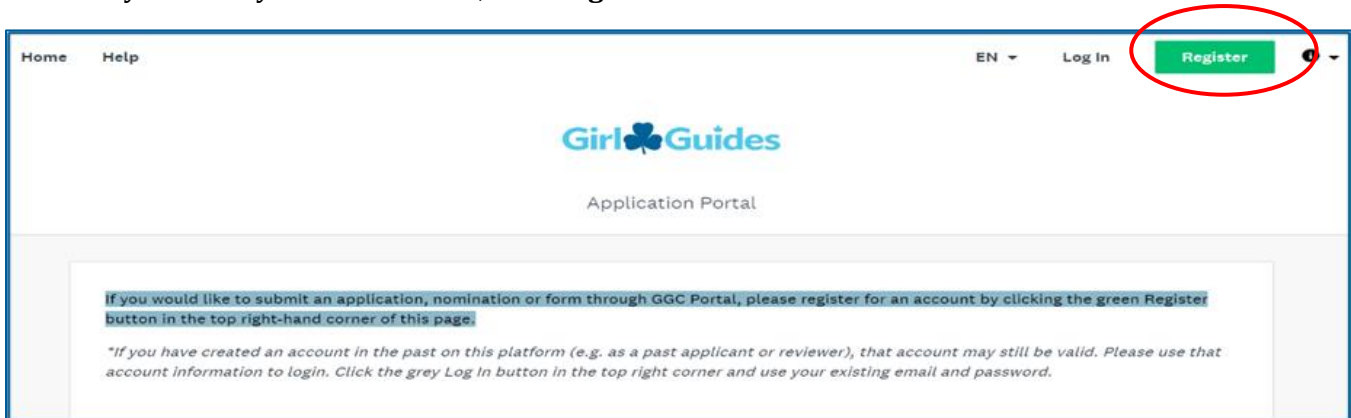 Home Help EN Log In Register
Girl Guides
Application Portal
If you would like to submit an application, nomination or form through GGC Portal, please register for an account by clicking the green Register
button in the top right-hand corner of this page.
*If you have created an account in the past on this platform (e.g. as a past applicant or reviewer), that account may still be valid. Please use that
account information to login. Click the grey Log In button in the top right corner and use your existing email and password.